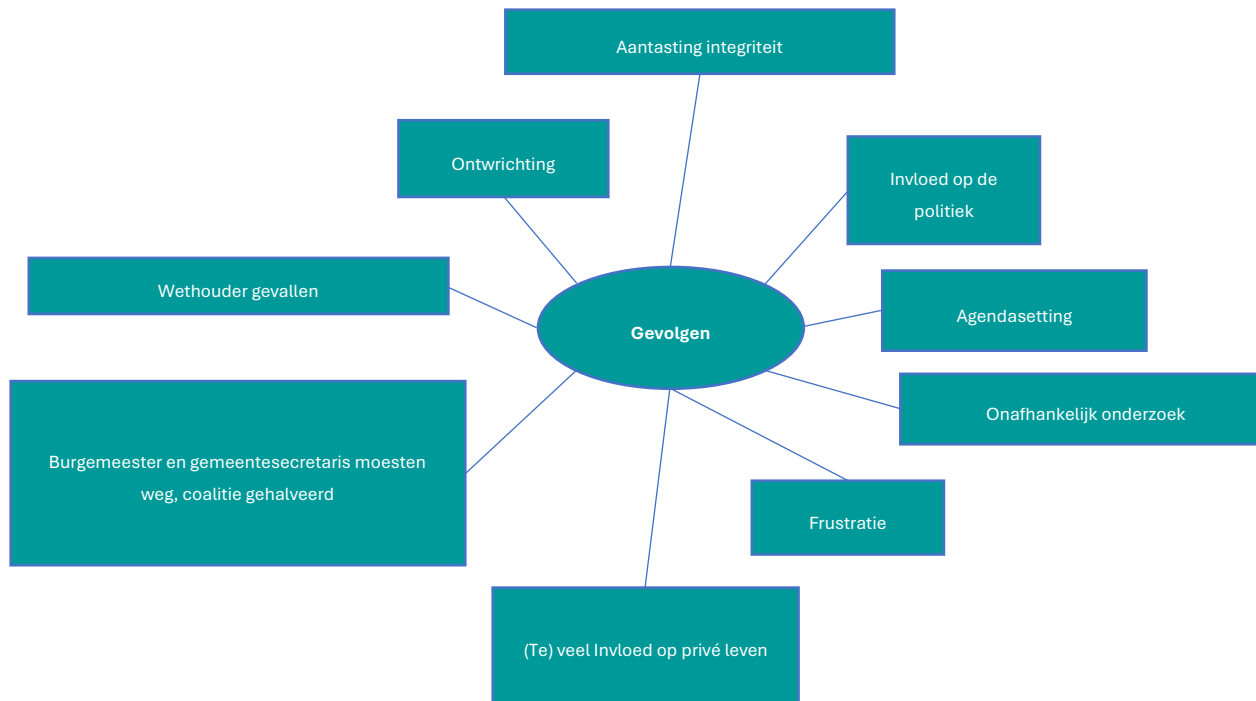 Aantasting integriteit
Ontwrichting
Invloed op de
politiek
Wethouder gevallen
Agendasetting
Gevolgen
Onafhankelijk onderzoek
Burgemeester en gemeentesecretaris moesten
weg, coalitie gehalveerd
Frustratie
(Te) veel Invloed op privé leven